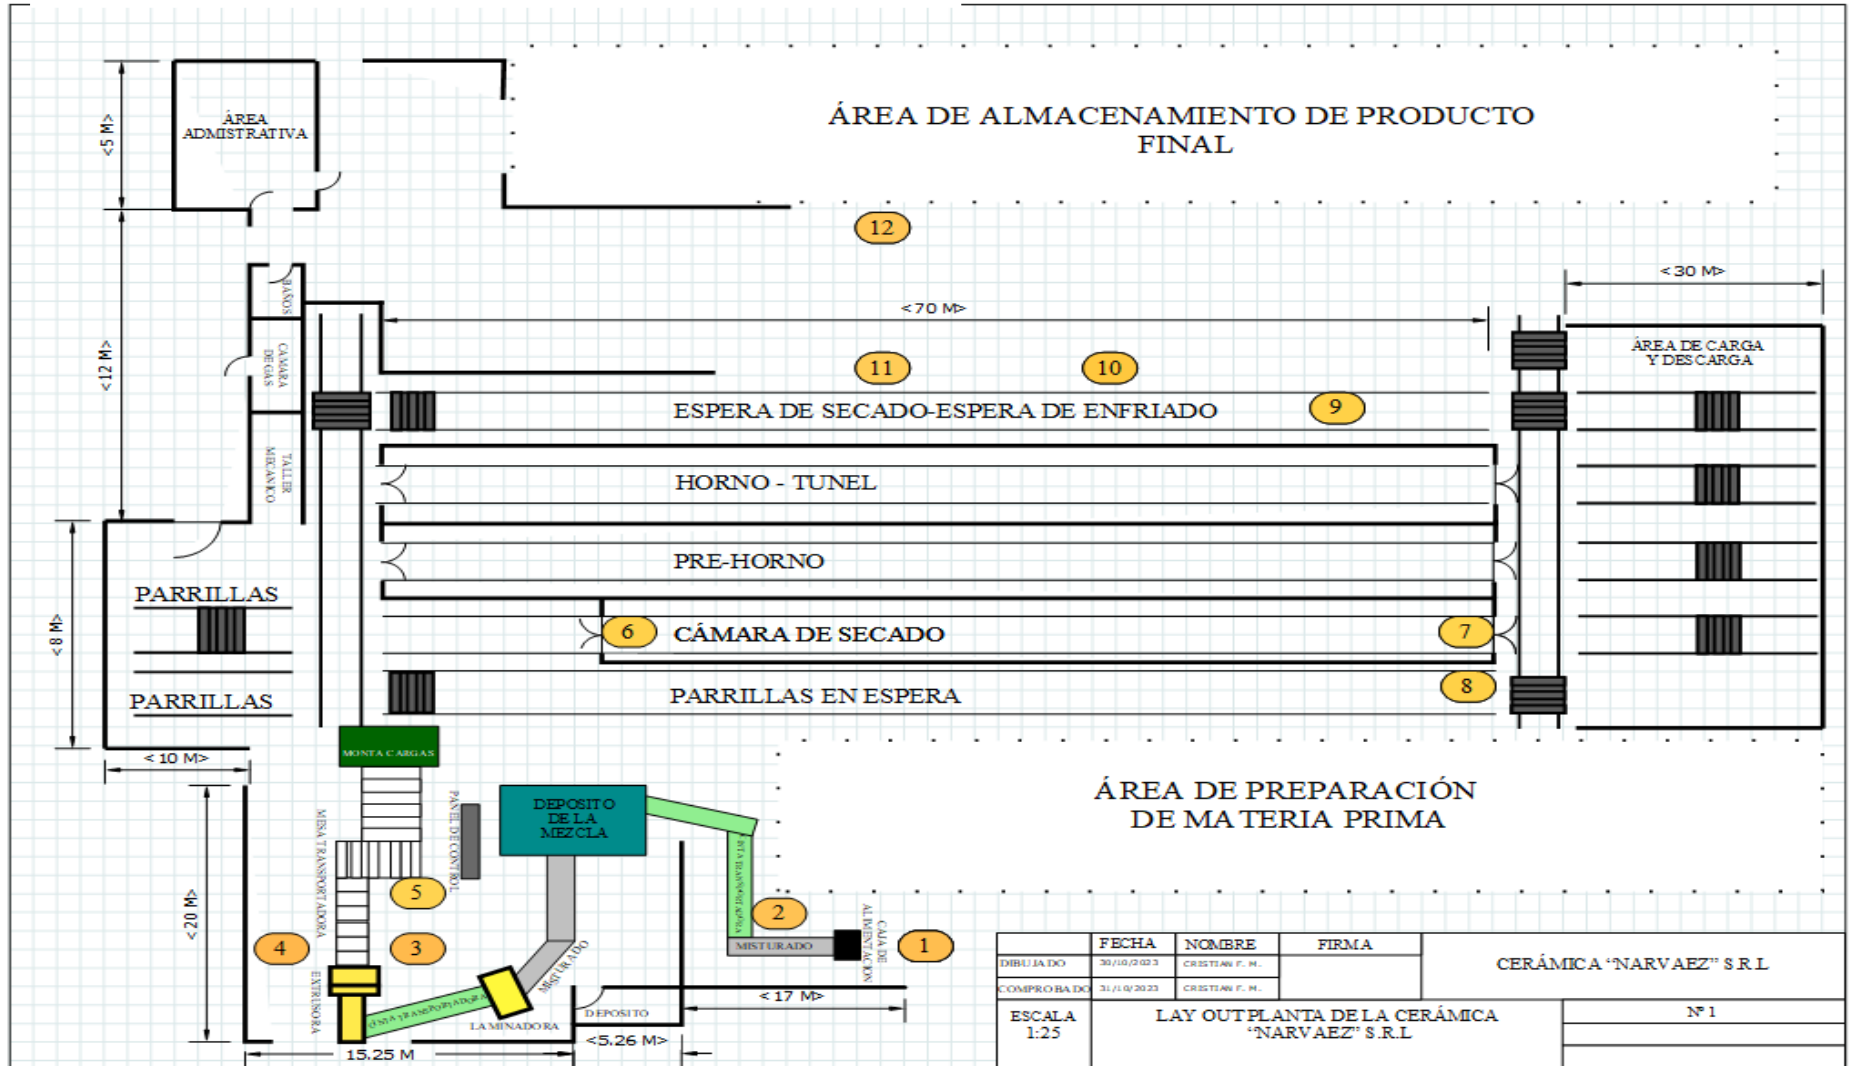 ÁREA
ADMISTRATIVA
<5 M>
ÁREA DE ALMACENAMIENTO DE PRODUCTO
FINAL
12
<30 M>
BAÑOS
<70 M>
<12 M>
CAMARA
DE GAS
11
10
ÁREA DE CARGA
Y DESCARGA
ESPERA DE SECADO-ESPERA DE ENFRIADO
9
TALLER
MECANICO
HORNO - TUNEL
PRE-HORNO
PARRILLAS
<8 M>
6
CÁMARA DE SECADO
7
PARRILLAS
PARRILLAS EN ESPERA
8
MONTA CARGAS
<10 M>
ÁREA DE PREPARACIÓN
DE MATERIA PRIMA
DEPOSITO
DE LA
MEZCLA
PANEL DE CONTROL
MESA TRANSPORTADORA
5
<20 M>
2
CAJA DE
ALIMENTACION
4
3
MISTURADO
1
MISTURADO
EXTRUSORA
LAMINADORA
DEPOSITO
<17 M>
<5.26 M>
15.25 M
FECHA
NOMBRE
FIRMA
DIBUJADO
30/10/2023
CRISTIAN F. M.
CERÁMICA “NARVAEZ” S.R.L
COMPROBADO
31/10/2023
CRISTIAN F. M.
ESCALA
1:25
LAY OUT PLANTA DE LA CERÁMICA
“NARVAEZ” S.R.L
Nº 1